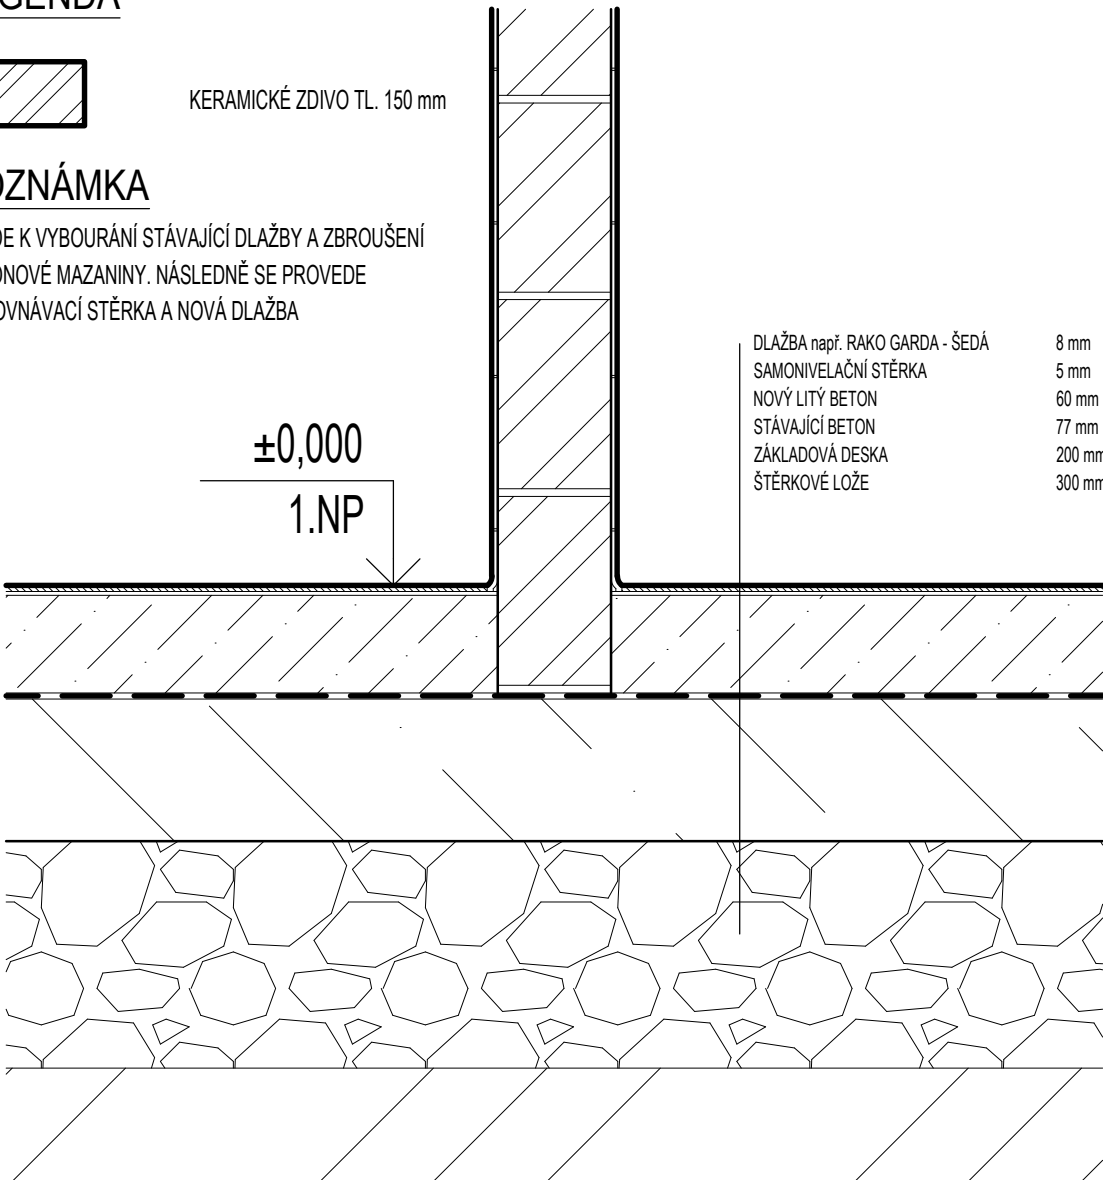 GENDA
KERAMICKÉ ZDIVO TL. 150 mm
OZNÁMKA
DE K VYBOURÁNÍ STÁVAJÍCÍ DLAŽBY A ZBROUŠENÍ
ONOVÉ MAZANINY. NÁSLEDNĚ SE PROVEDE
OVNÁVACÍ STĚRKA A NOVÁ DLAŽBA
DLAŽBA např. RAKO GARDA - ŠEDÁ 8 mm
SAMONIVELAČNÍ STĚRKA 5 mm
NOVÝ LITÝ BETON 60 mm
STÁVAJÍCÍ BETON 77 mm
ZÁKLADOVÁ DESKA 200 mm
ŠTĚRKOVÉ LOŽE 300 mm
±0,000
1.NP